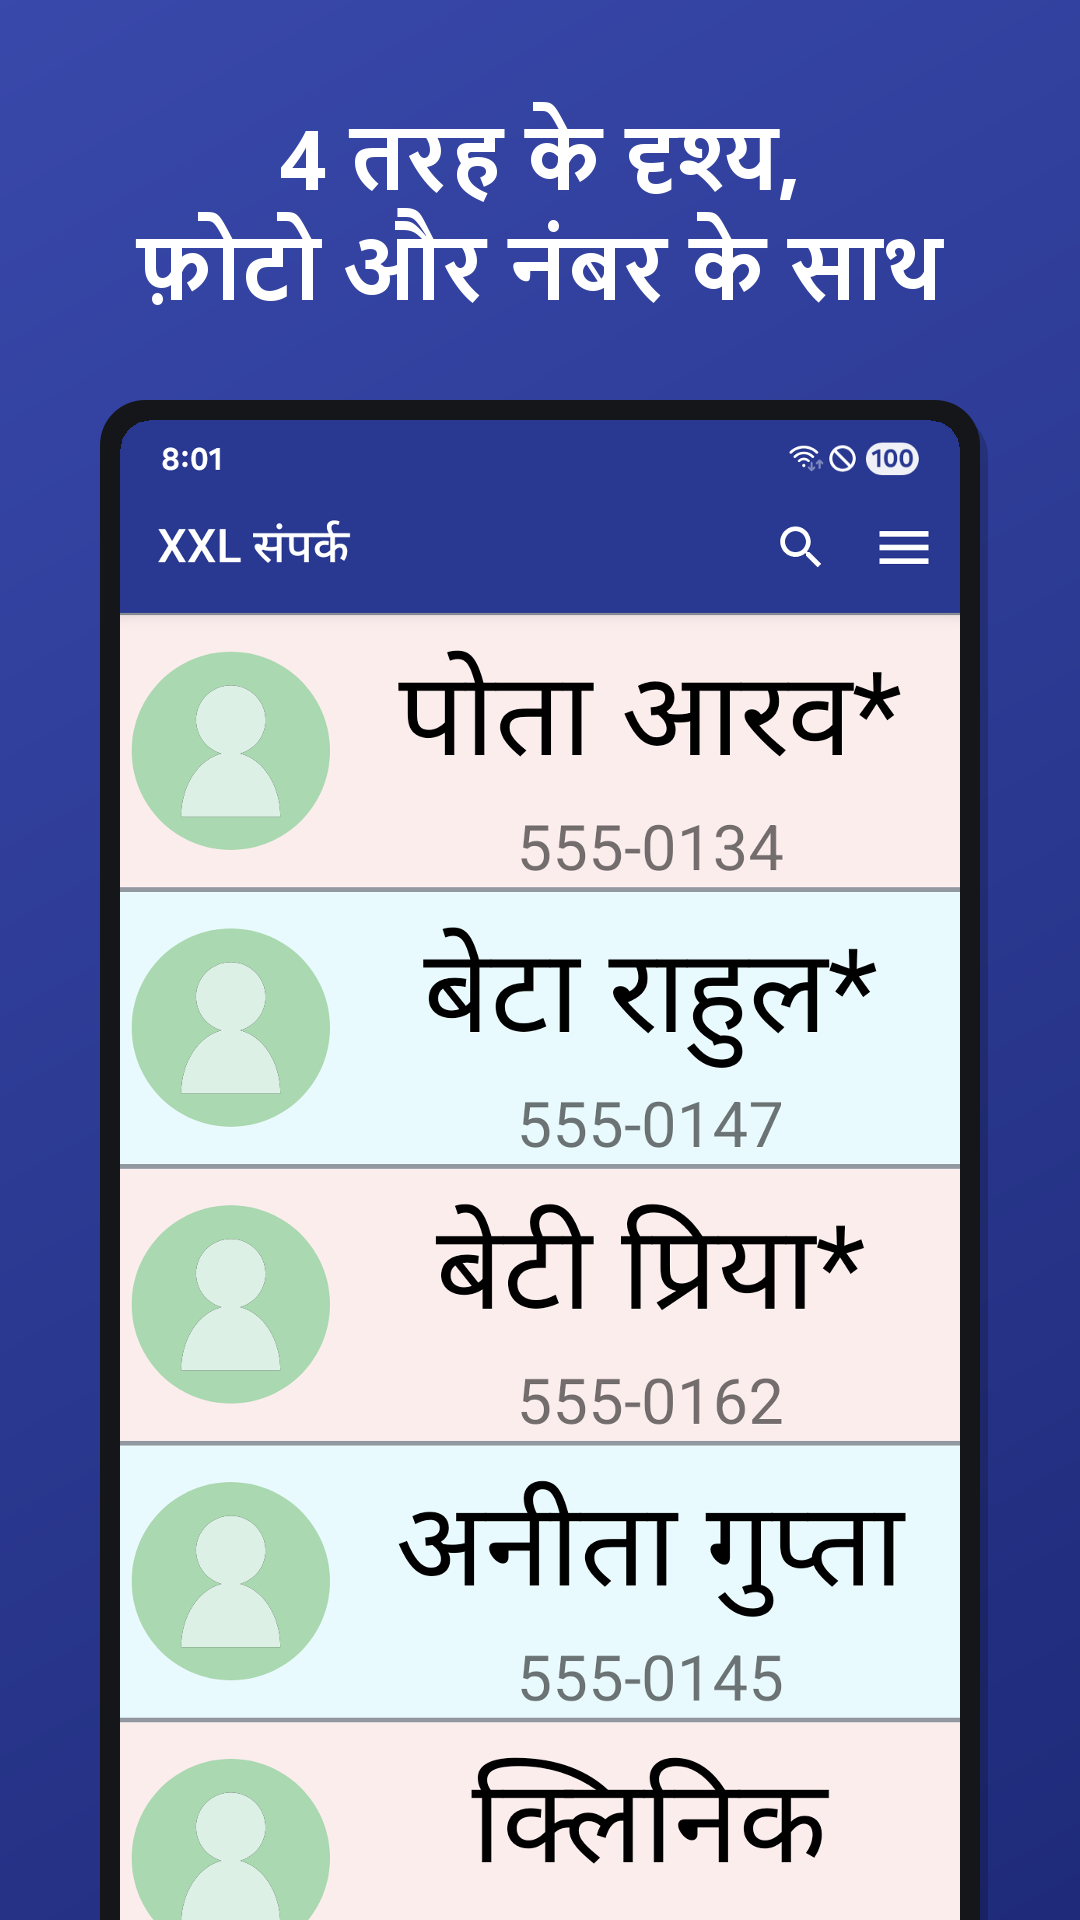 4 तरह के दृश्य,
फ़ोटो और नंबर के साथ
8:01
100
XXL संपर्क
पोता आरव*
555-0134
बेटा राहुल*
555-0147
बेटी प्रिया*
555-0162
अनीता गुप्ता
555-0145
क्लिनिक